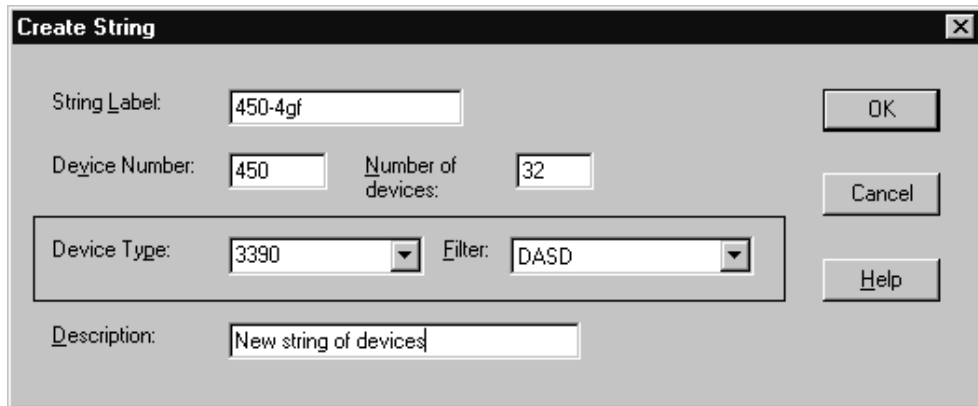 Create String
String Label: 450-4gf OK
Device Number: 450 Number of devices: 32
Cancel
Device Type: 3390 Filter: DASD
Help
Description: New string of devices